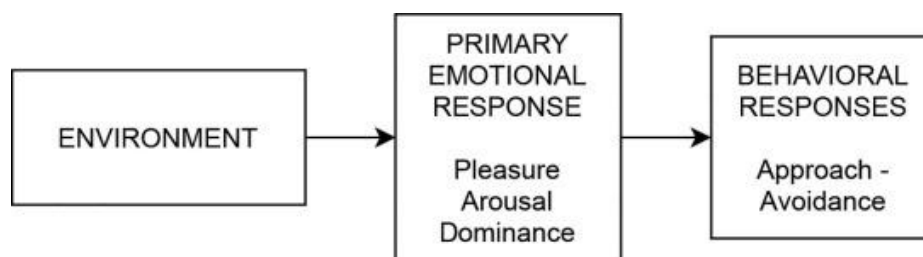 ENVIRONMENT
PRIMARY
EMOTIONAL
RESPONSE
Pleasure
Arousal
Dominance
BEHAVIORAL
RESPONSES
Approach -
Avoidance